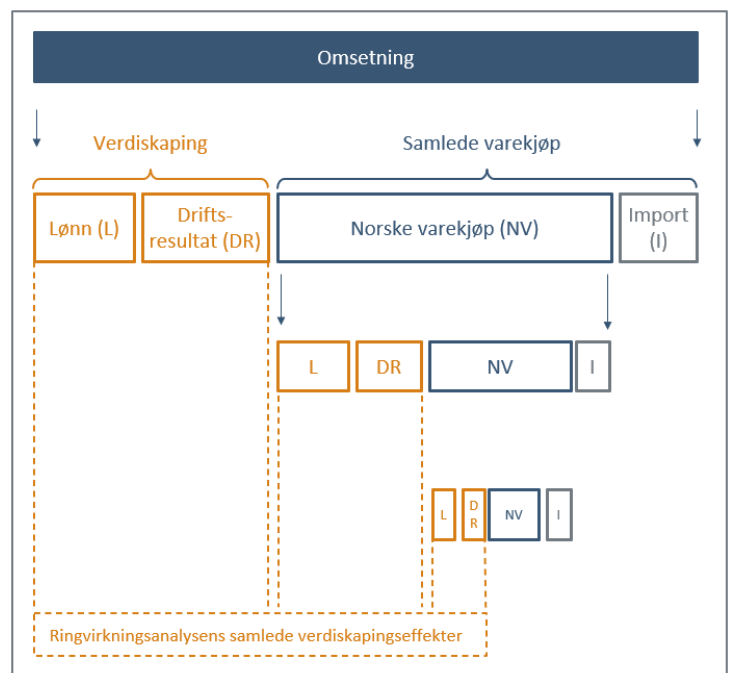 Omsetning
Verdiskaping
Samlede varekjøp
Lønn (L)
Drifts-
resultat (DR)
Norske varekjøp (NV)
Import
(I)
L
DR
NV
I
L
D
R
NV
I
Ringvirkningsanalysens samlede verdiskapingseffekter